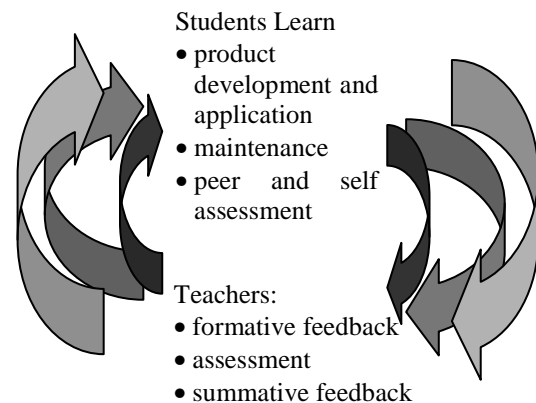 Students Learn
• product
development and
application
• maintenance
• peer and self
assessment
Teachers:
• formative feedback
• assessment
• summative feedback